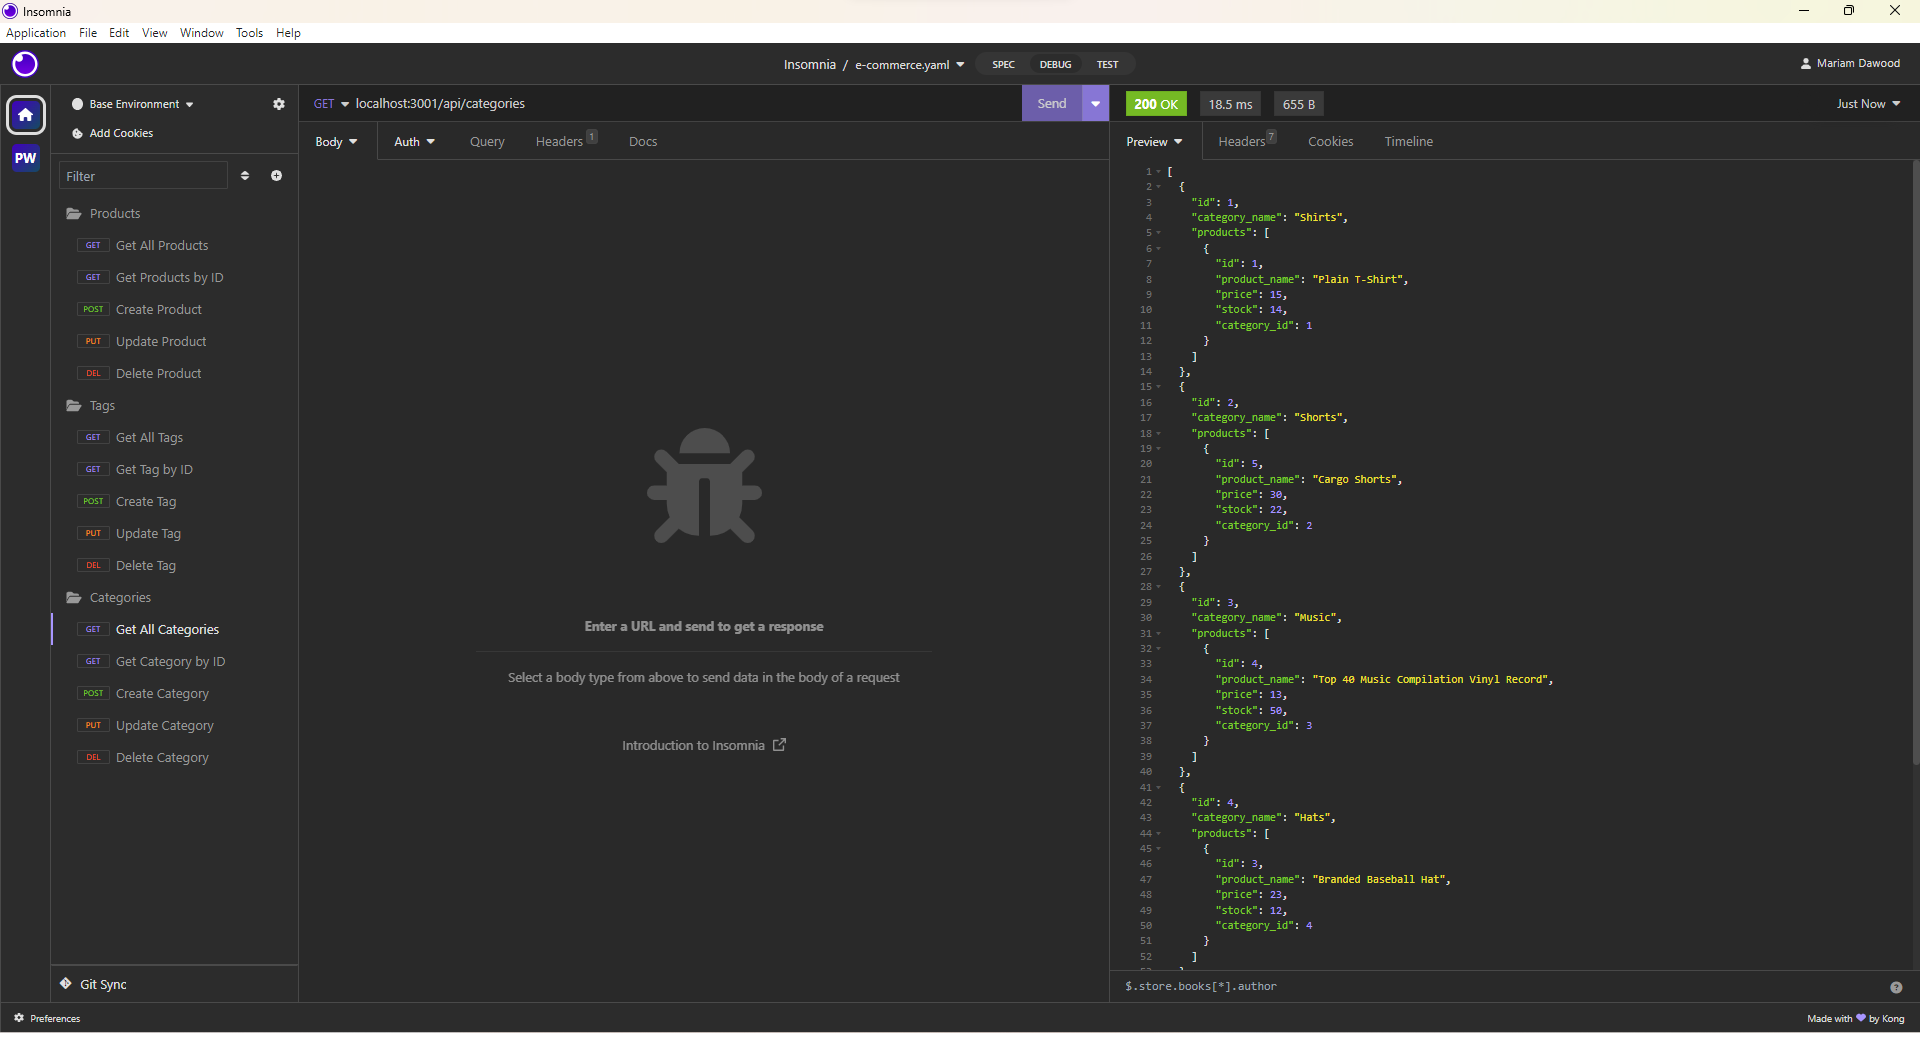 Insomnia
Application File Edit View Window Tools Help
Insomnia / e-commerce.yaml SPEC DEBUG TEST Mariam Dawood
PW
Base Environment
Add Cookies
Filter
Products
GET Get All Products
GET Get Products by ID
POST Create Product
PUT Update Product
DEL Delete Product
Tags
GET Get All Tags
GET Get Tag by ID
POST Create Tag
PUT Update Tag
DEL Delete Tag
Categories
GET Get All Categories
GET Get Category by ID
POST Create Category
PUT Update Category
DEL Delete Category
Git Sync
GET localhost:3001/api/categories Send
Body Auth Query Headers 1 Docs
Enter a URL and send to get a response
Select a body type from above to send data in the body of a request
Introduction to Insomnia
200 OK 18.5 ms 655 B Just Now
Preview Headers 7 Cookies Timeline
1 [
2 {
3 "id": 1,
4 "category_name": "Shirts",
5 "products": [
6 {
7 "id": 1,
8 "product_name": "Plain T-Shirt",
9 "price": 15,
10 "stock": 14,
11 "category_id": 1
12 }
13 ]
14 },
15 {
16 "id": 2,
17 "category_name": "Shorts",
18 "products": [
19 {
20 "id": 5,
21 "product_name": "Cargo Shorts",
22 "price": 30,
23 "stock": 22,
24 "category_id": 2
25 }
26 ]
27 },
28 {
29 "id": 3,
30 "category_name": "Music",
31 "products": [
32 {
33 "id": 4,
34 "product_name": "Top 40 Music Compilation Vinyl Record",
35 "price": 13,
36 "stock": 50,
37 "category_id": 3
38 }
39 ]
40 },
41 {
42 "id": 4,
43 "category_name": "Hats",
44 "products": [
45 {
46 "id": 3,
47 "product_name": "Branded Baseball Hat",
48 "price": 23,
49 "stock": 12,
50 "category_id": 4
51 }
52 ]
$.store.books[*].author
Preferences
Made with 💜 by Kong